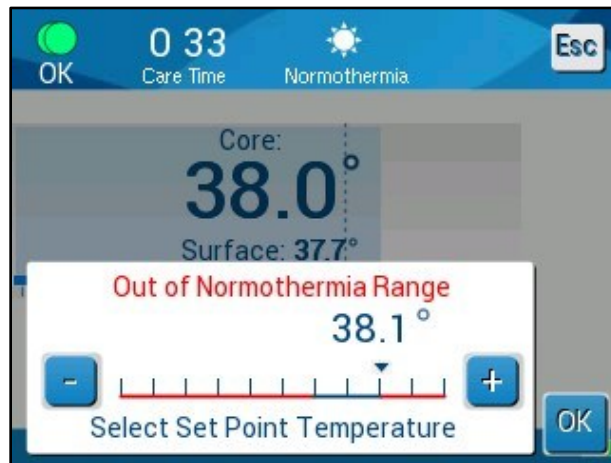 OK
0 33
Care Time
Normothermia
Esc
Core:
38.0°
Surface: 37.7°
Out of Normothermia Range
38.1 °
- +
Select Set Point Temperature
OK